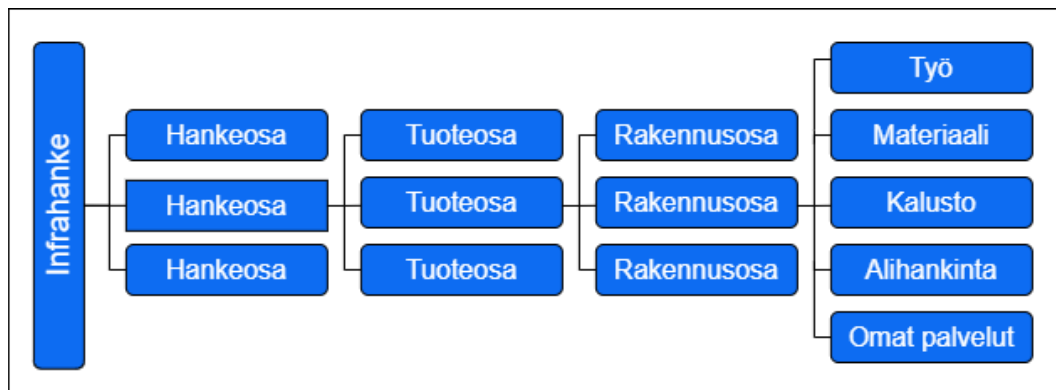 Infrahanke
Hankeosa
Hankeosa
Hankeosa
Tuoteosa
Tuoteosa
Tuoteosa
Rakennusosa
Rakennusosa
Rakennusosa
Työ
Materiaali
Kalusto
Alihankinta
Omat palvelut